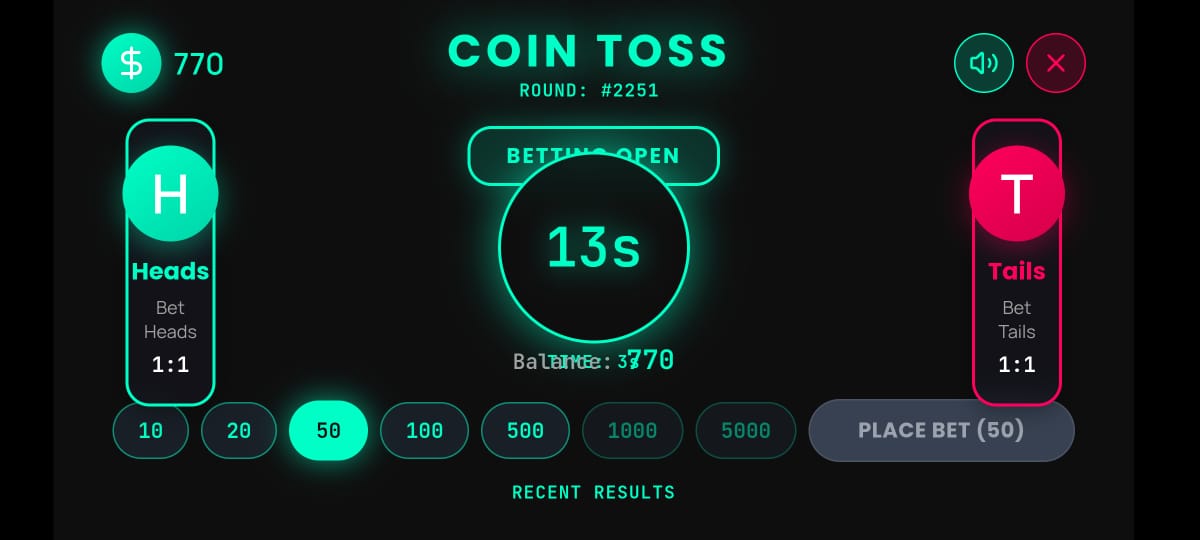 $ 770
COIN TOSS
ROUND: #2251
BETTING OPEN
13s
H
Heads
Bet
Heads
1:1
T
Tails
Bet
Tails
1:1
Balance: 770
TIME: 3s
10
20
50
100
500
1000
5000
PLACE BET (50)
RECENT RESULTS